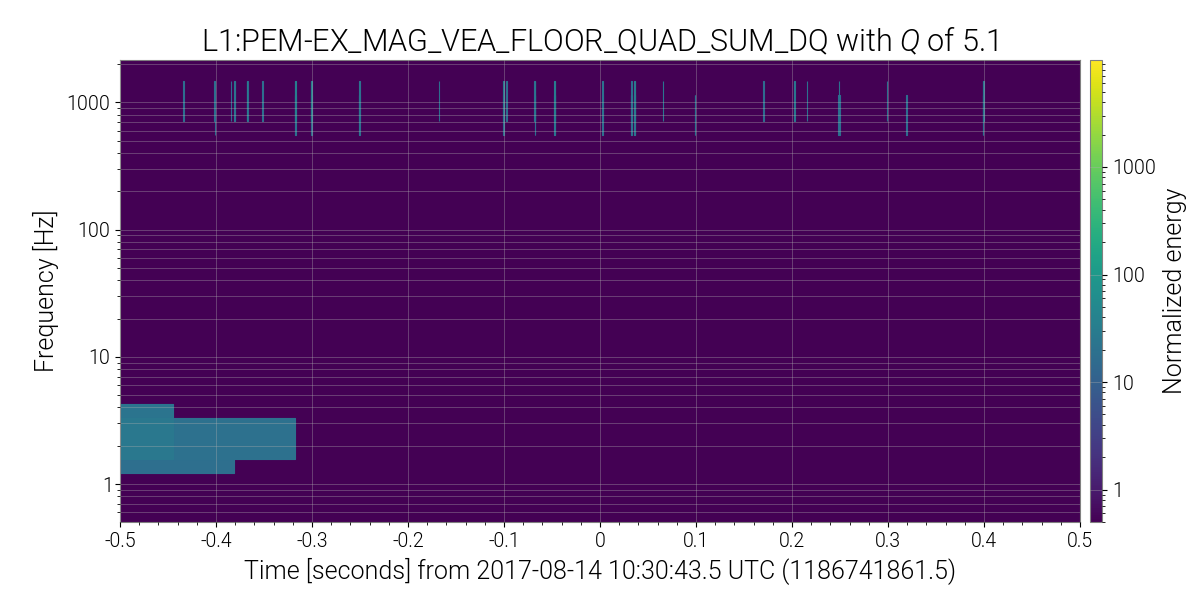 L1:PEM-EX_MAG_VEA_FLOOR_QUAD_SUM_DQ with Q of 5.1
Frequency [Hz]
1000
100
10
1
-0.5 -0.4 -0.3 -0.2 -0.1 0 0.1 0.2 0.3 0.4 0.5
Time [seconds] from 2017-08-14 10:30:43.5 UTC (1186741861.5)
1000
100
10
1
Normalized energy